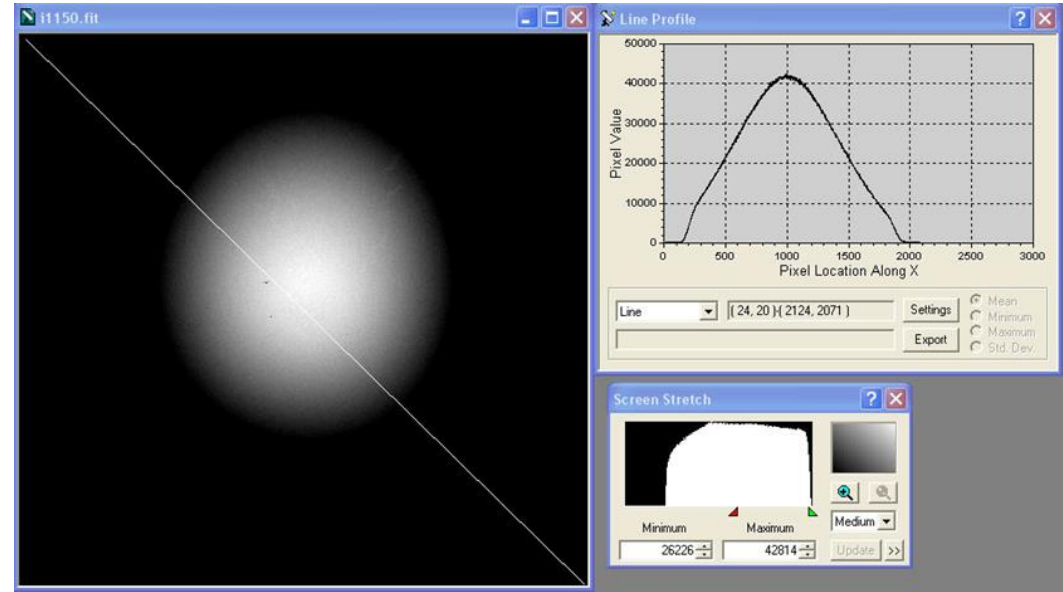 i1150.fit
Line Profile
50000
40000
30000
20000
10000
0
Pixel Value
0 500 1000 1500 2000 2500 3000
Pixel Location Along X
Line
( 24, 20 )-( 2124, 2071 )
Settings
Export
Mean
Minimum
Maximum
Std. Dev.
Screen Stretch
Minimum Maximum
Medium
26226 42814
Update >>